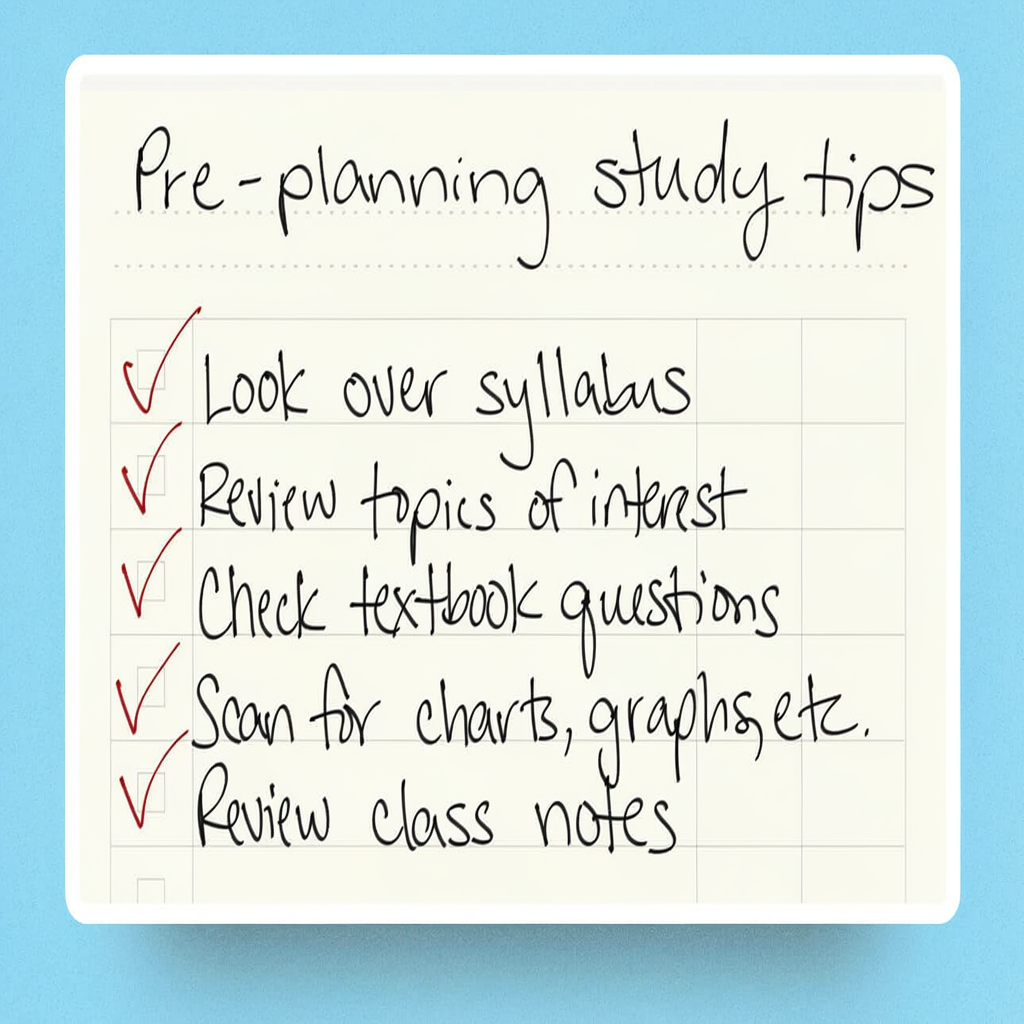 Pre-planning study tips
Look over syllabus
Review topics of interest
Check textbook questions
Scan for charts, graphs, etc.
Review class notes